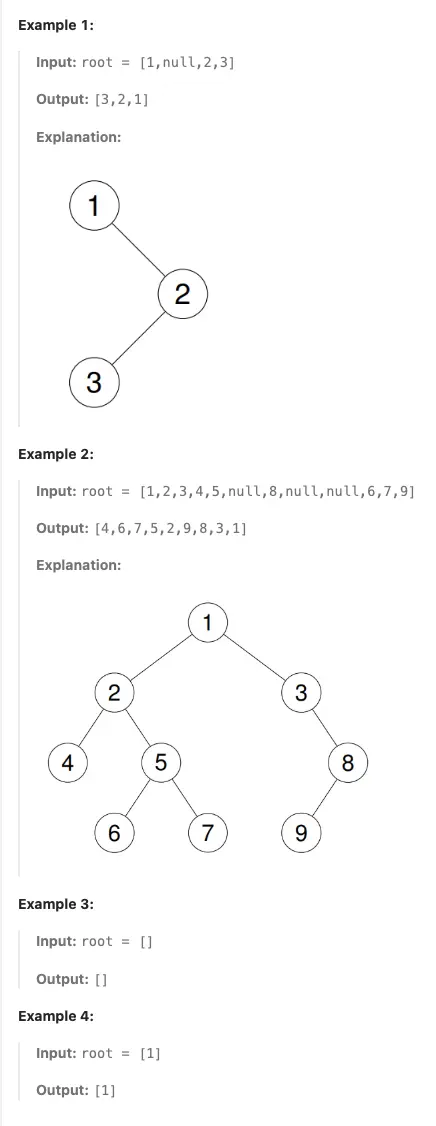 Example 1:
Input: root = [1,null,2,3]
Output: [3,2,1]
Explanation:
1
2
3
Example 2:
Input: root = [1,2,3,4,5,null,8,null,null,6,7,9]
Output: [4,6,7,5,2,9,8,3,1]
Explanation:
1
2 3
4 5 8
6 7 9
Example 3:
Input: root = []
Output: []
Example 4:
Input: root = [1]
Output: [1]